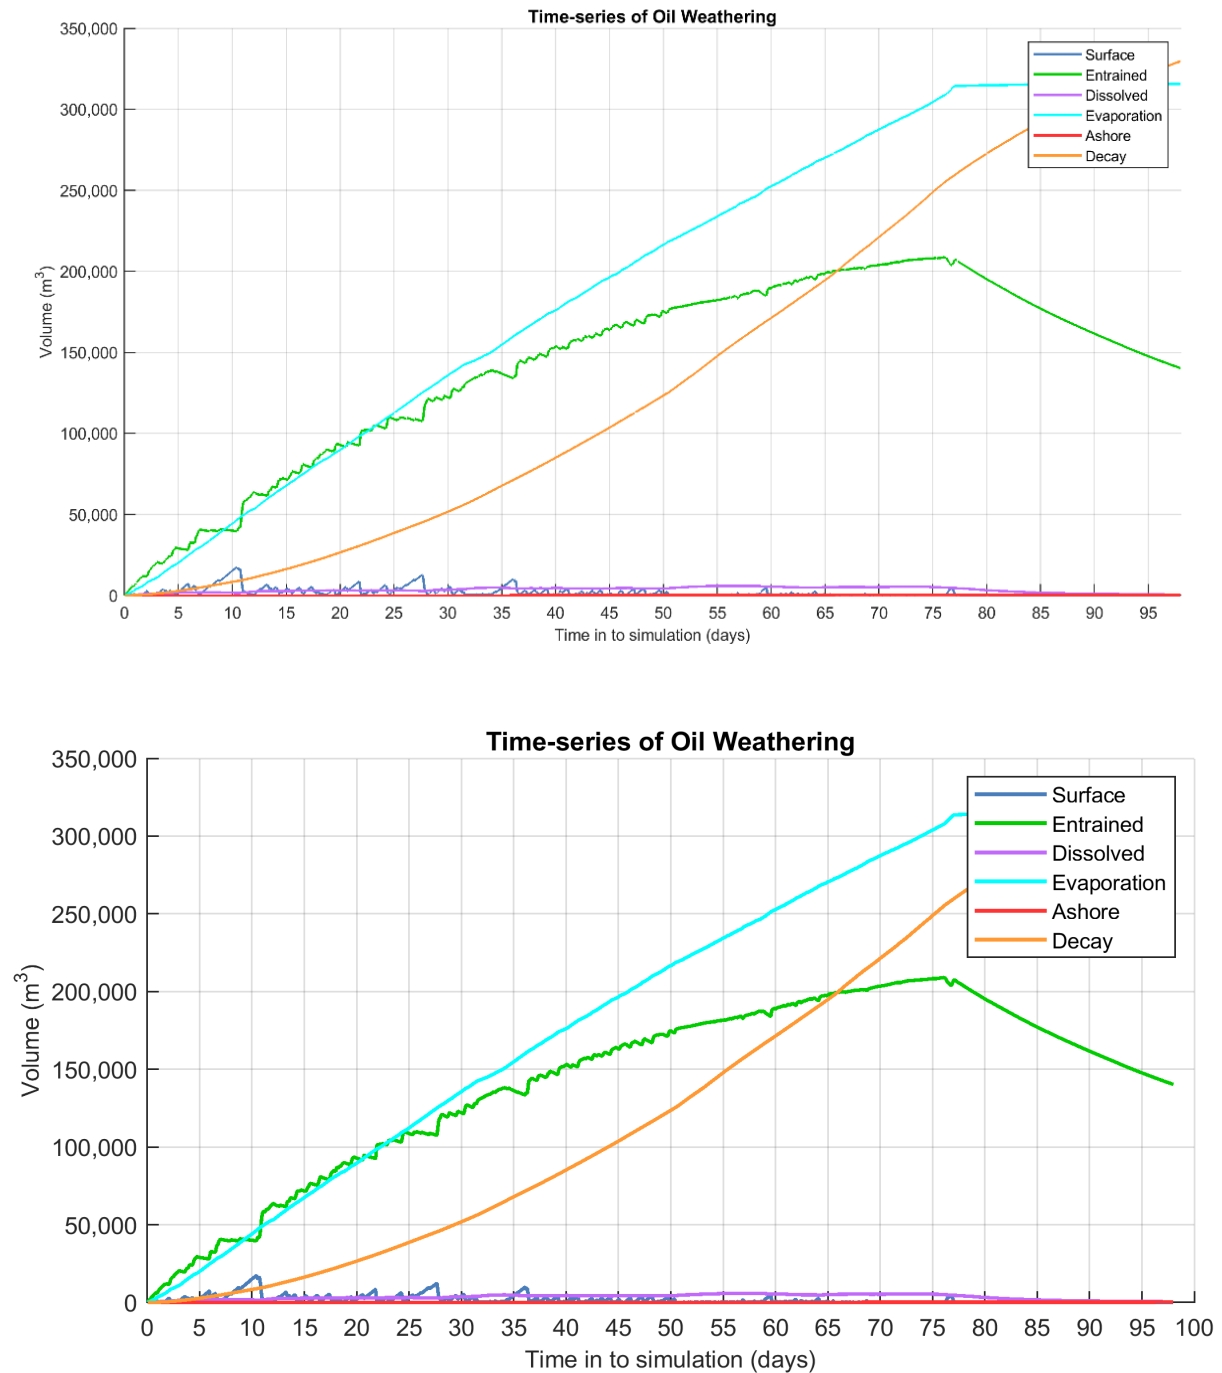 Time-series of Oil Weathering
350,000
300,000
250,000
200,000
150,000
100,000
50,000
0
Volume (m³)
Surface
Entrained
Dissolved
Evaporation
Ashore
Decay
0 5 10 15 20 25 30 35 40 45 50 55 60 65 70 75 80 85 90 95
Time in to simulation (days)
Time-series of Oil Weathering
350,000
300,000
250,000
200,000
150,000
100,000
50,000
0
Volume (m³)
Surface
Entrained
Dissolved
Evaporation
Ashore
Decay
0 5 10 15 20 25 30 35 40 45 50 55 60 65 70 75 80 85 90 95 100
Time in to simulation (days)